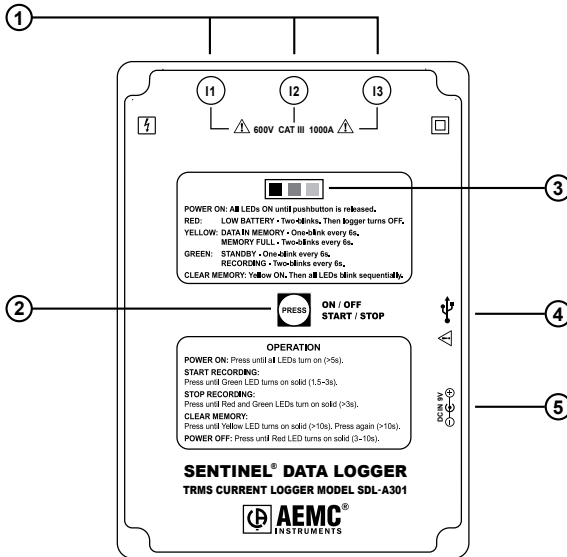 1
I1 I2 I3
600V CAT III 1000A
3
POWER ON: All LEDs ON until pushbutton is released.
RED: LOW BATTERY - Two-blinks. Then logger turns OFF.
YELLOW: DATA IN MEMORY - One-blink every 6s.
MEMORY FULL - Two-blinks every 6s.
GREEN: STANDBY - One-blink every 6s.
RECORDING - Two-blinks every 6s.
CLEAR MEMORY: Yellow ON. Then all LEDs blink sequentially.
2
PRESS
ON / OFF
START / STOP
4
OPERATION
POWER ON: Press until all LEDs turn on (>5s).
START RECORDING:
Press until Green LED turns on solid (1.5-3s).
STOP RECORDING:
Press until Red and Green LEDs turn on solid (>3s).
CLEAR MEMORY:
Press until Yellow LED turns on solid (>10s). Press again (>10s).
POWER OFF: Press until Red LED turns on solid (3-10s).
DC IN 9V
5
SENTINEL® DATA LOGGER
TRMS CURRENT LOGGER MODEL SDL-A301
AEMC®
INSTRUMENTS